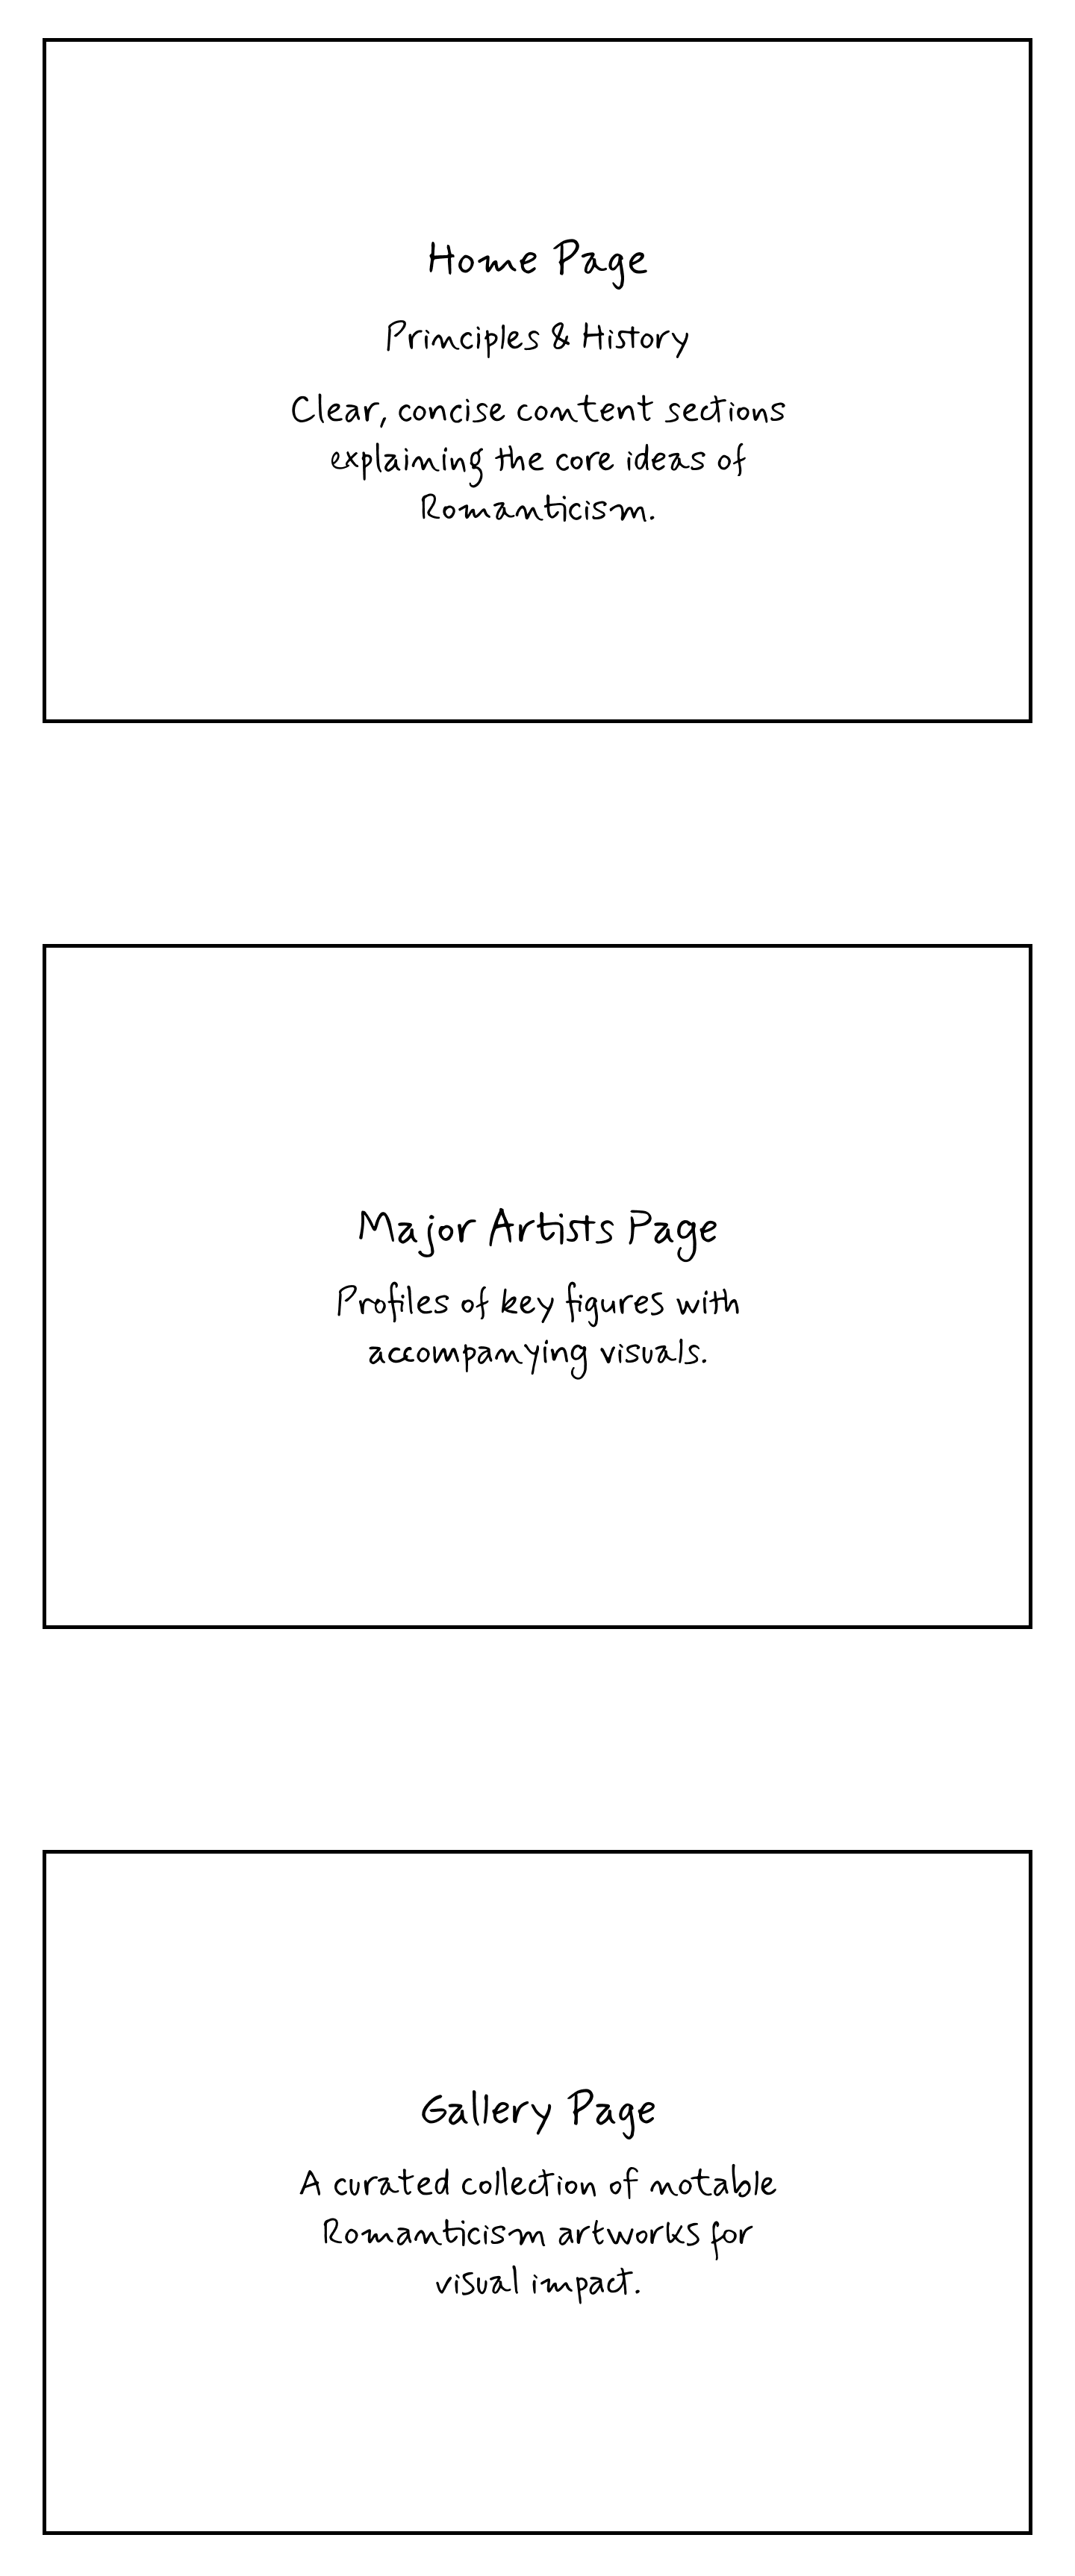 Home Page
Principles & History
Clear, concise content sections
explaining the core ideas of
Romanticism.
Major Artists Page
Profiles of key figures with
accompanying visuals.
Gallery Page
A curated collection of notable
Romanticism artworks for
visual impact.